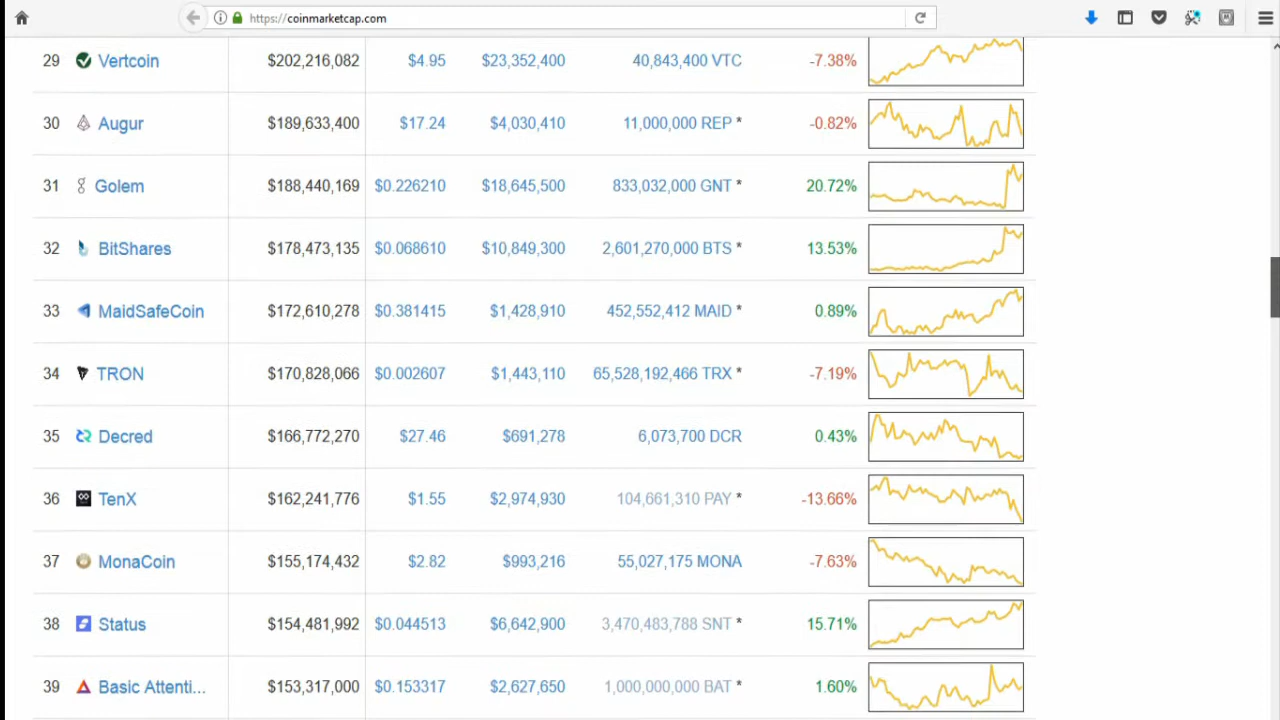 https://coinmarketcap.com
29 Vertcoin $202,216,082 $4.95 $23,352,400 40,843,400 VTC -7.38%
30 Augur $189,633,400 $17.24 $4,030,410 11,000,000 REP * -0.82%
31 Golem $188,440,169 $0.226210 $18,645,500 833,032,000 GNT * 20.72%
32 BitShares $178,473,135 $0.068610 $10,849,300 2,601,270,000 BTS * 13.53%
33 MaidSafeCoin $172,610,278 $0.381415 $1,428,910 452,552,412 MAID * 0.89%
34 TRON $170,828,066 $0.002607 $1,443,110 65,528,192,466 TRX * -7.19%
35 Decred $166,772,270 $27.46 $691,278 6,073,700 DCR 0.43%
36 TenX $162,241,776 $1.55 $2,974,930 104,661,310 PAY * -13.66%
37 MonaCoin $155,174,432 $2.82 $993,216 55,027,175 MONA -7.63%
38 Status $154,481,992 $0.044513 $6,642,900 3,470,483,788 SNT * 15.71%
39 Basic Attenti... $153,317,000 $0.153317 $2,627,650 1,000,000,000 BAT * 1.60%